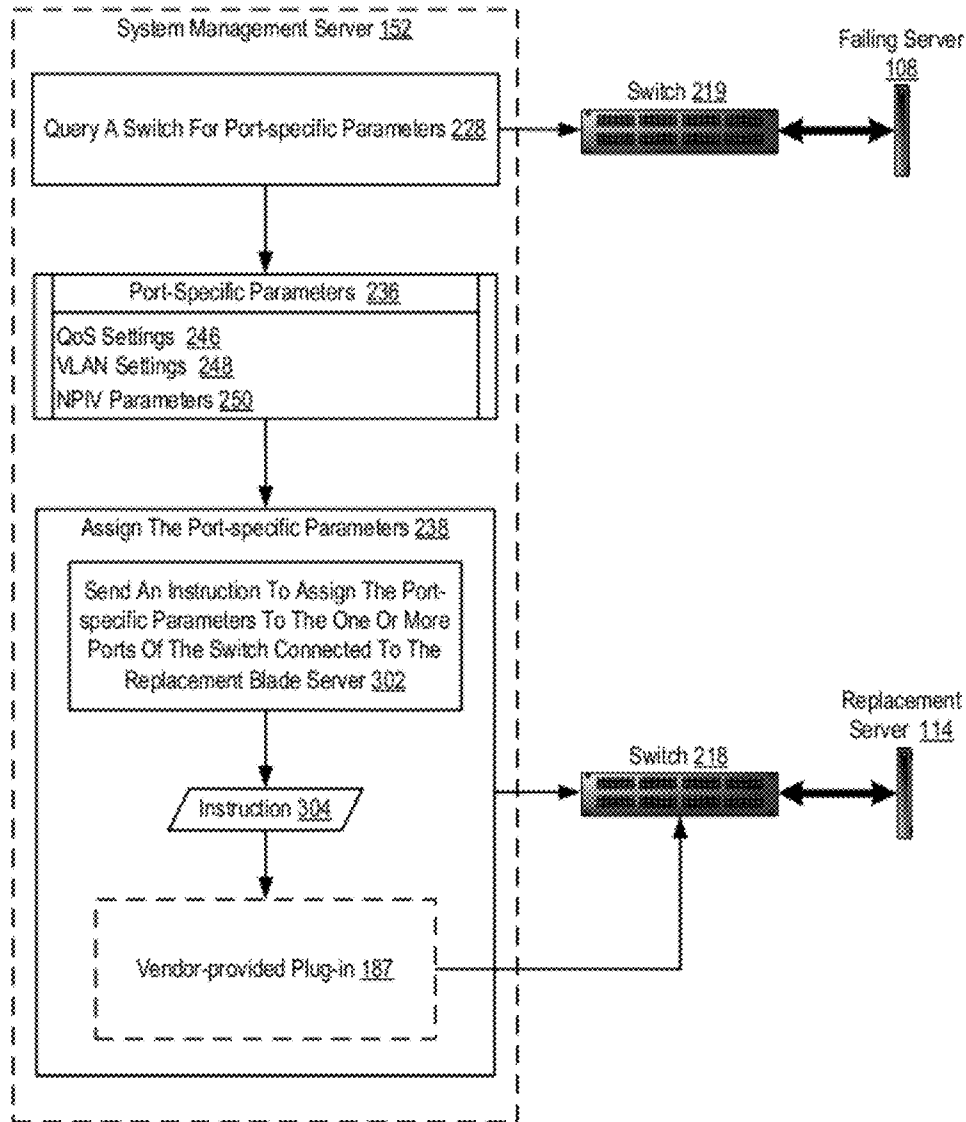 System Management Server 152
Failing Server
108
Switch 219
Query A Switch For Port-specific Parameters 228
Port-Specific Parameters 236
QoS Settings 246
VLAN Settings 248
NPIV Parameters 250
Assign The Port-specific Parameters 238
Send An Instruction To Assign The Port-
specific Parameters To The One Or More
Ports Of The Switch Connected To The
Replacement Blade Server 302
Replacement
Server 114
Switch 218
Instruction 304
Vendor-provided Plug-in 187